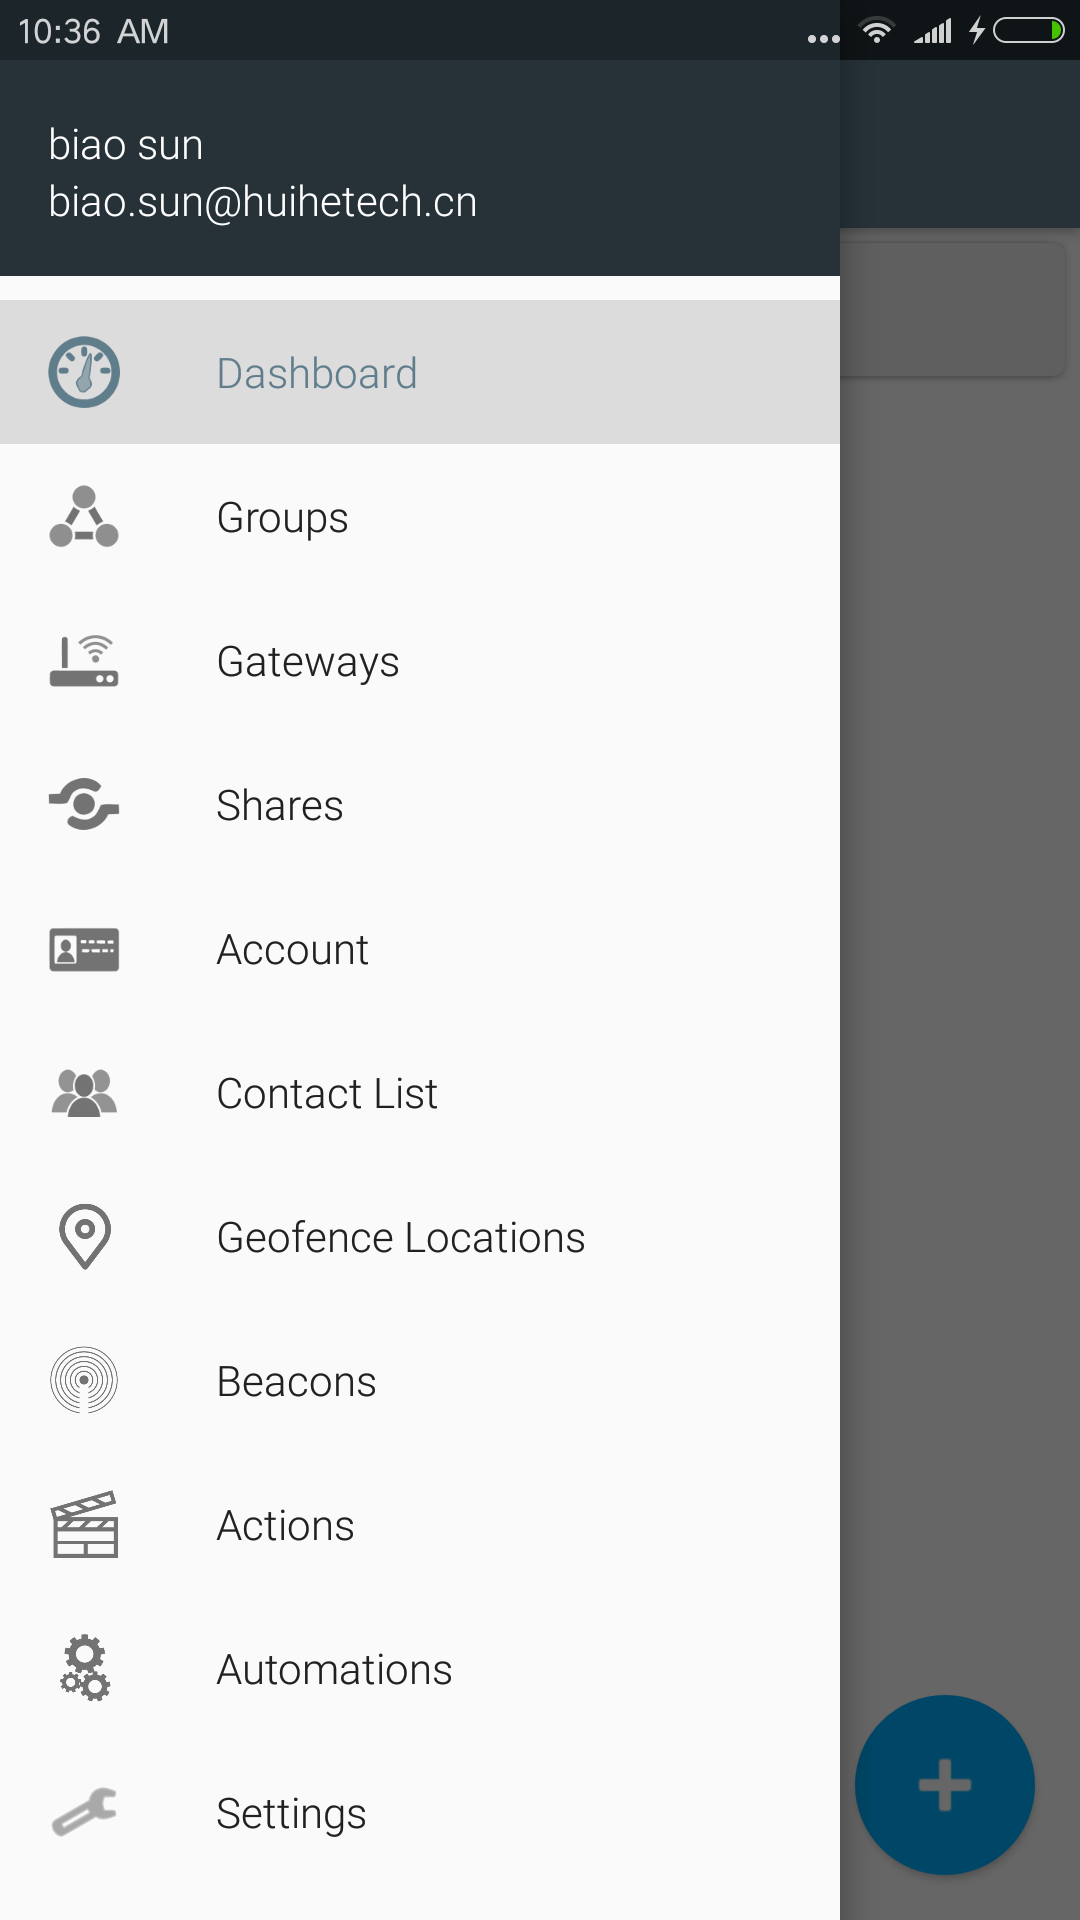 10:36 AM
biao sun
biao.sun@huihetech.cn
Dashboard
Groups
Gateways
Shares
Account
Contact List
Geofence Locations
Beacons
Actions
Automations
Settings